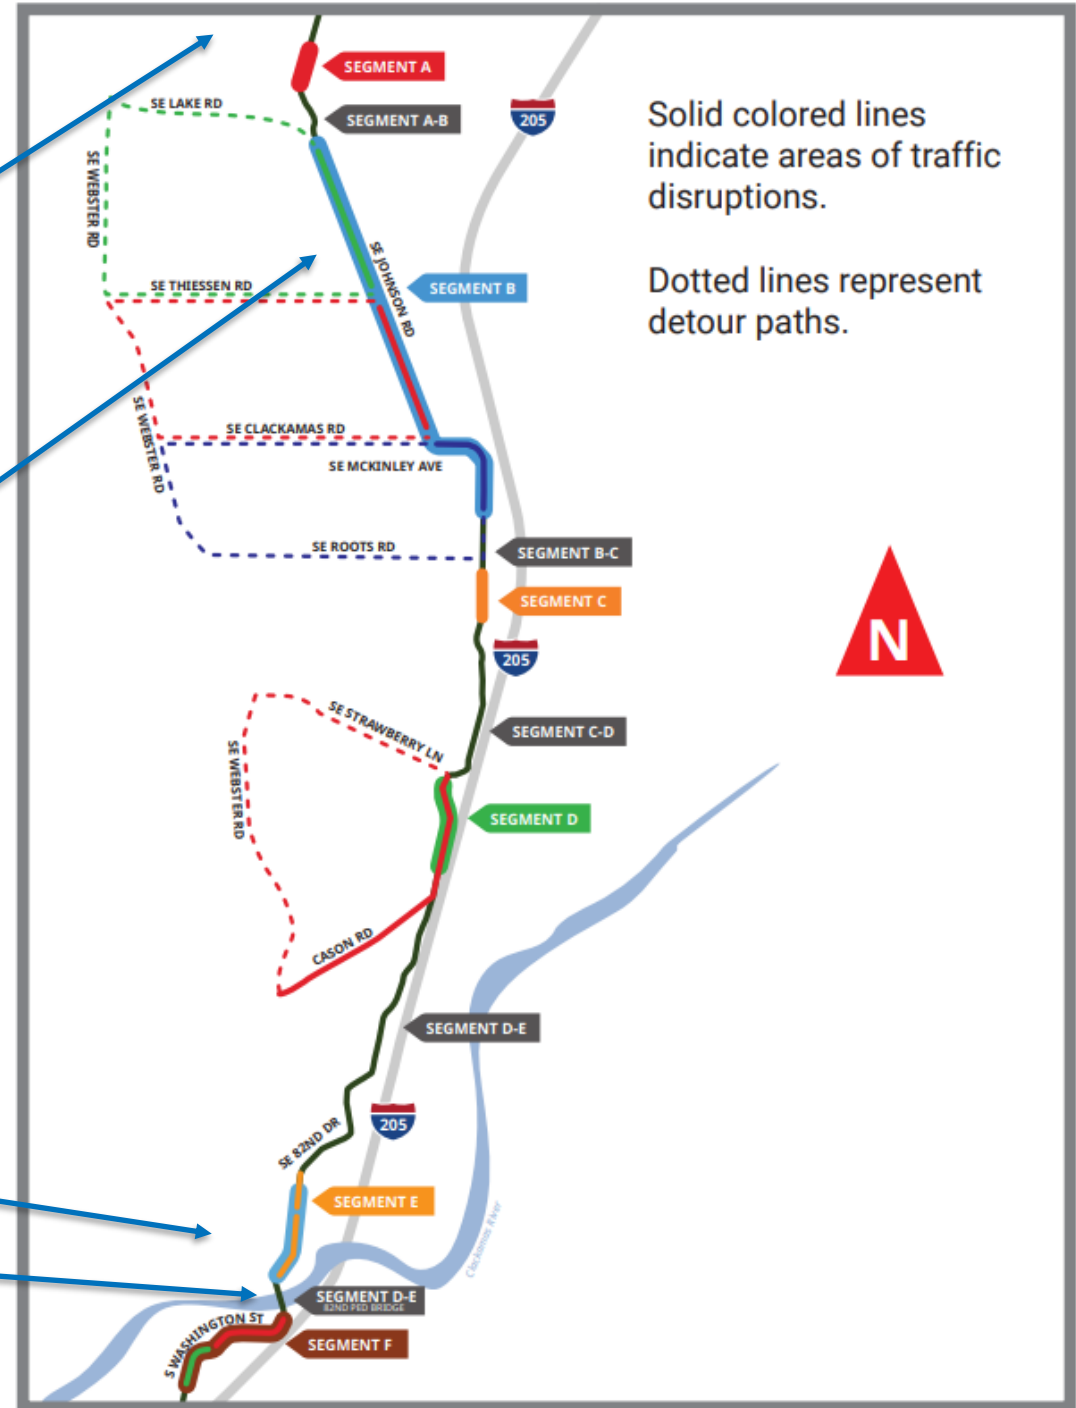 SEGMENT A
SE LAKE RD
SEGMENT A-B
205
Solid colored lines
indicate areas of traffic
disruptions.
SE WEBSTER RD
SE JOHNSON RD
Dotted lines represent
detour paths.
SE THIESSEN RD
SEGMENT B
SE WEBSTER RD
SE CLACKAMAS RD
SE MCKINLEY AVE
SE ROOTS RD
SEGMENT B-C
SEGMENT C
N
205
SE STRAWBERRY LN
SEGMENT C-D
SE WEBSTER RD
SEGMENT D
CASON RD
SEGMENT D-E
205
SE 82ND DR
SEGMENT E
Clackamas River
SEGMENT D-E
82ND PED BRIDGE
S WASHINGTON ST
SEGMENT F